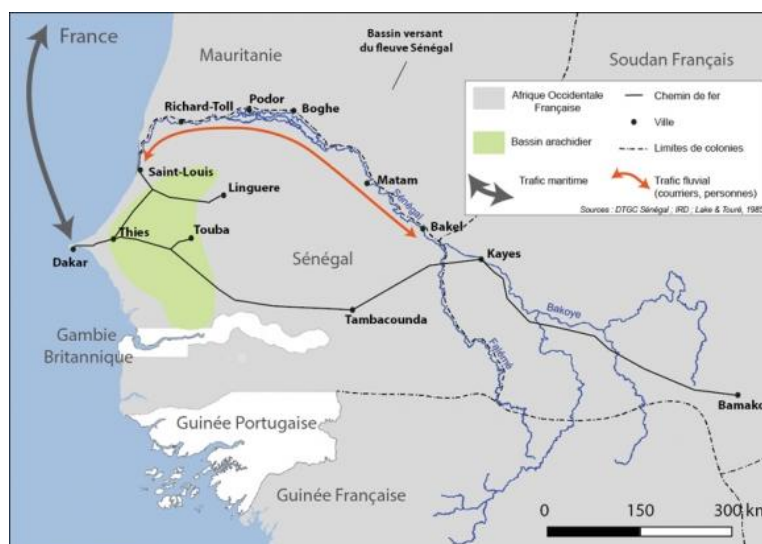 France
Mauritanie
Bassin versant
du fleuve Sénégal
Soudan Français
Afrique Occidentale
Française
Chemin de fer
Ville
Bassin arachidier
Limites de colonies
Trafic maritime
Trafic fluvial
(courriers, personnes)
Sources : DTGC Sénégal ; IRD ; Lake & Touré, 1985
Richard-Toll
Podor
Boghe
Saint-Louis
Linguere
Matam
Sénégal
Bakel
Thies
Touba
Dakar
Sénégal
Kayes
Tambacounda
Bakoye
Gambie
Britannique
Falémé
Bamako
Guinée Portugaise
Guinée Française
0 150 300 km